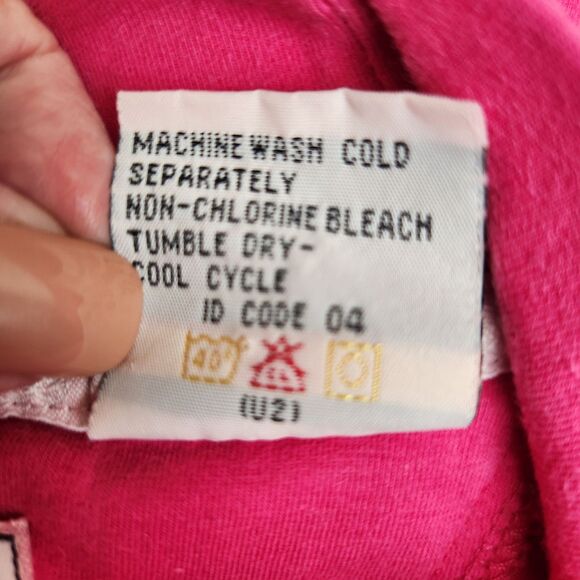 MACHINE WASH COLD
SEPARATELY
NON-CHLORINE BLEACH
TUMBLE DRY-
COOL CYCLE
ID CODE 04
40°
(U2)